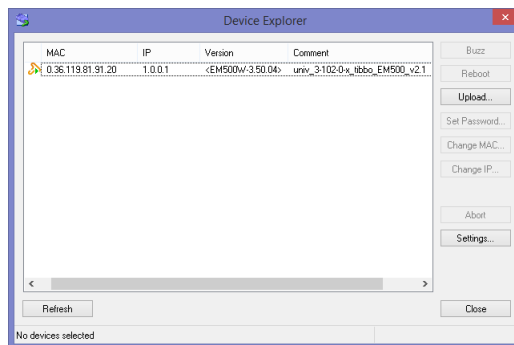 Device Explorer
MAC IP Version Comment
0.36.119.81.91.20 1.0.0.1 <EM500W-3.50.04> univ_3-102-0-x_tibbo_EM500_v2.1
Buzz
Reboot
Upload...
Set Password...
Change MAC...
Change IP...
Abort
Settings...
Refresh
Close
No devices selected